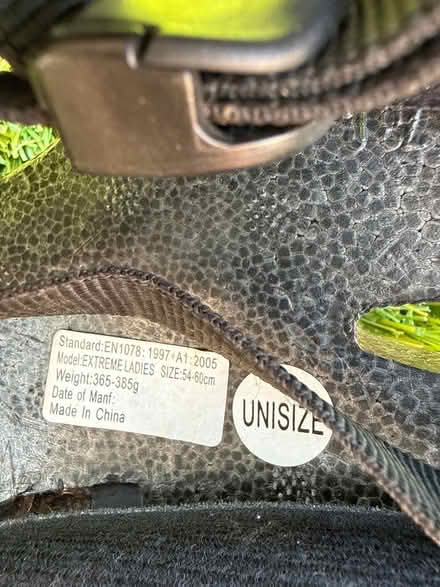 Standard:EN1078:1997+A1:2005
Model:EXTREME LADIES SIZE:54-60cm
Weight:365-385g
Date of Manf:
Made In China
UNISIZE